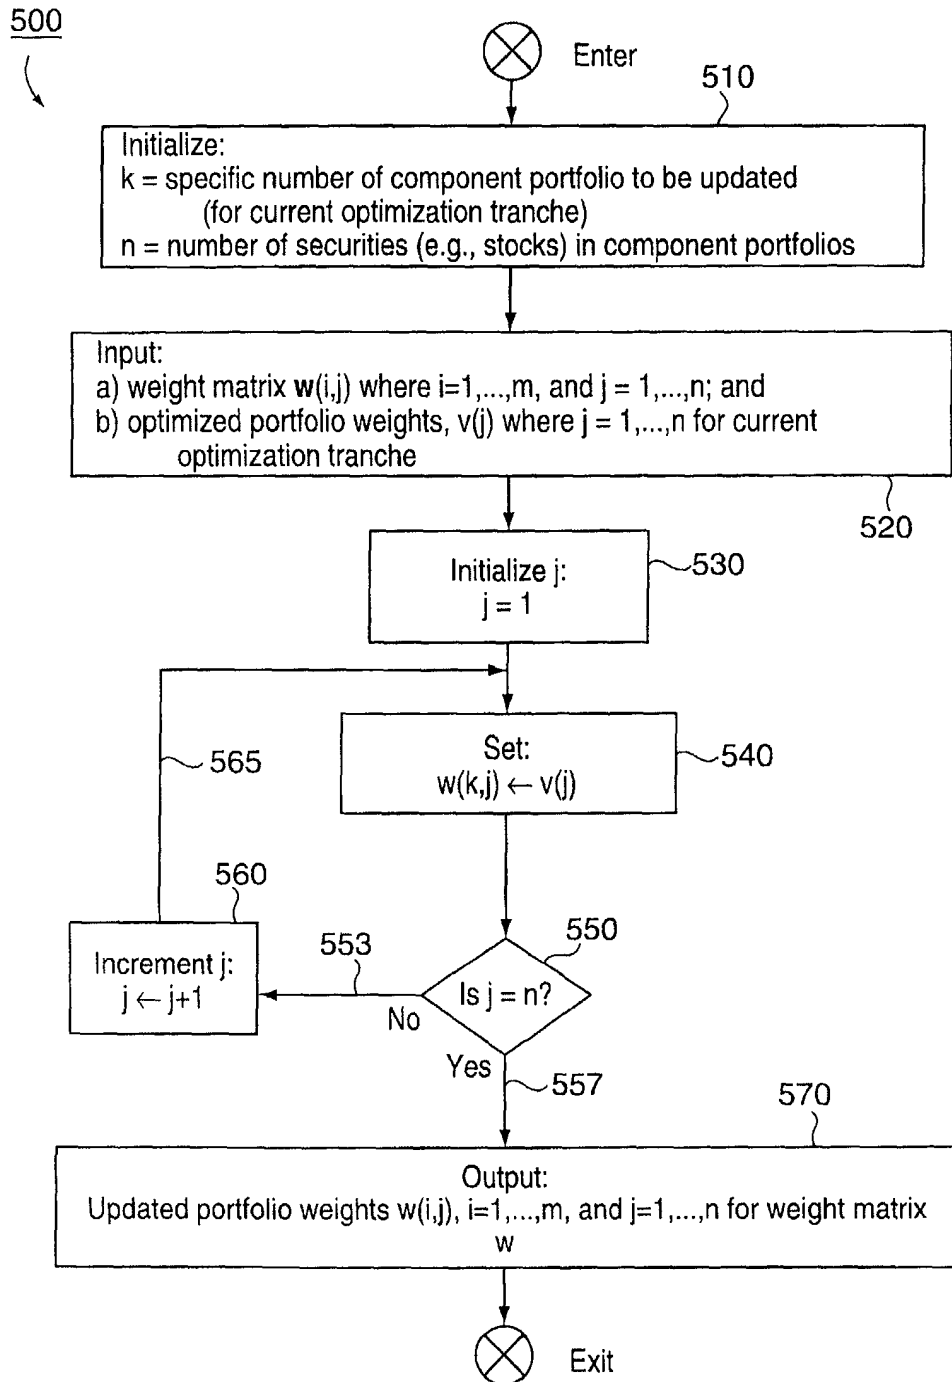 500
Enter
510
Initialize:
k = specific number of component portfolio to be updated
(for current optimization tranche)
n = number of securities (e.g., stocks) in component portfolios
Input:
a) weight matrix w(i,j) where i=1,...,m, and j = 1,...,n; and
b) optimized portfolio weights, v(j) where j = 1,...,n for current
optimization tranche
520
Initialize j:
j = 1
530
Set:
w(k,j) ← v(j)
540
565
560
Increment j:
j ← j+1
553
No
550
Is j = n?
Yes
557
570
Output:
Updated portfolio weights w(i,j), i=1,...,m, and j=1,...,n for weight matrix
w
Exit